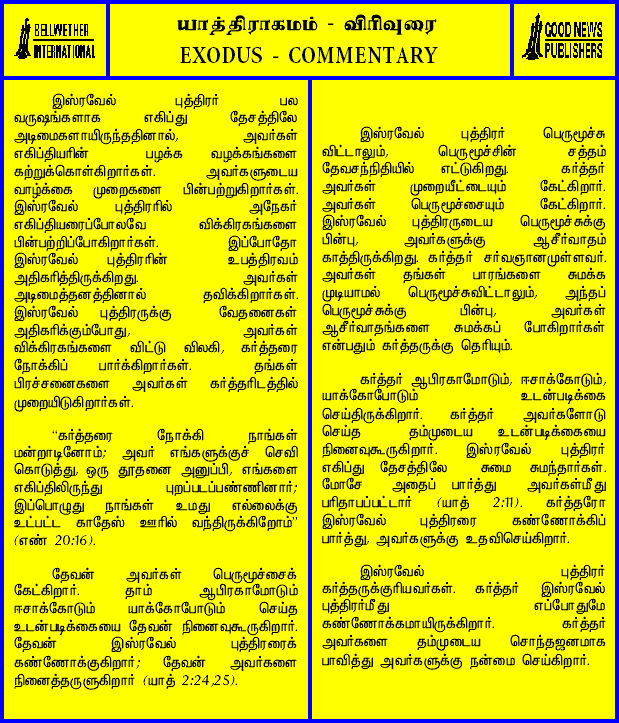 BELLWETHER
INTERNATIONAL
யாத்திராகமம் - விரிவுரை
EXODUS - COMMENTARY
GOOD NEWS
PUBLISHERS
இஸ்ரவேல் புத்திரர் பல
வருஷங்களாக எகிப்து தேசத்திலே
அடிமைகளாயிருந்ததினால், அவர்கள்
எகிப்தியரின் பழக்க வழக்கங்களை
கற்றுக்கொள்கிறார்கள். அவர்களுடைய
வாழ்க்கை முறைகளை பின்பற்றுகிறார்கள்.
இஸ்ரவேல் புத்திரரில் அநேகர்
எகிப்தியரைப்போலவே விக்கிரகங்களை
பின்பற்றிப்போகிறார்கள். இப்போதோ
இஸ்ரவேல் புத்திரரின் உபத்திரவம்
அதிகரித்திருக்கிறது. அவர்கள்
அடிமைத்தனத்தினால் தவிக்கிறார்கள்.
இஸ்ரவேல் புத்திரருக்கு வேதனைகள்
அதிகரிக்கும்போது, அவர்கள்
விக்கிரகங்களை விட்டு விலகி, கர்த்தரை
நோக்கிப் பார்க்கிறார்கள். தங்கள்
பிரச்சனைகளை அவர்கள் கர்த்தரிடத்தில்
முறையிடுகிறார்கள்.
“கர்த்தரை நோக்கி நாங்கள்
மன்றாடினோம்; அவர் எங்களுக்குச் செவி
கொடுத்து, ஒரு தூதனை அனுப்பி, எங்களை
எகிப்திலிருந்து புறப்படப்பண்ணினார்;
இப்பொழுது நாங்கள் உமது எல்லைக்கு
உட்பட்ட காதேஸ் ஊரில் வந்திருக்கிறோம்”
(எண் 20:16).
தேவன் அவர்கள் பெருமூச்சைக்
கேட்கிறார். தாம் ஆபிரகாமோடும்
ஈசாக்கோடும் யாக்கோபோடும் செய்த
உடன்படிக்கையை தேவன் நினைவுகூருகிறார்.
தேவன் இஸ்ரவேல் புத்திரரைக்
கண்ணோக்குகிறார்; தேவன் அவர்களை
நினைத்தருளுகிறார் (யாத் 2:24,25).
இஸ்ரவேல் புத்திரர் பெருமூச்சு
விட்டாலும், பெருமூச்சின் சத்தம்
தேவசந்நிதியில் எட்டுகிறது. கர்த்தர்
அவர்கள் முறையீட்டையும் கேட்கிறார்.
அவர்கள் பெருமூச்சையும் கேட்கிறார்.
இஸ்ரவேல் புத்திரருடைய பெருமூச்சுக்கு
பின்பு, அவர்களுக்கு ஆசீர்வாதம்
காத்திருக்கிறது. கர்த்தர் சர்வஞானமுள்ளவர்.
அவர்கள் தங்கள் பாரங்களை சுமக்க
முடியாமல் பெருமூச்சுவிட்டாலும், அந்தப்
பெருமூச்சுக்கு பின்பு, அவர்கள்
ஆசீர்வாதங்களை சுமக்கப் போகிறார்கள்
என்பதும் கர்த்தருக்கு தெரியும்.
கர்த்தர் ஆபிரகாமோடும், ஈசாக்கோடும்,
யாக்கோபோடும் உடன்படிக்கை
செய்திருக்கிறார். கர்த்தர் அவர்களோடு
செய்த தம்முடைய உடன்படிக்கையை
நினைவுகூருகிறார். இஸ்ரவேல் புத்திரர்
எகிப்து தேசத்திலே சுமை சுமந்தார்கள்.
மோசே அதைப் பார்த்து அவர்கள்மீது
பரிதாபப்பட்டார் (யாத் 2:11). கர்த்தரோ
இஸ்ரவேல் புத்திரரை கண்ணோக்கிப்
பார்த்து, அவர்களுக்கு உதவிசெய்கிறார்.
இஸ்ரவேல் புத்திரர்
கர்த்தருக்குரியவர்கள். கர்த்தர் இஸ்ரவேல்
புத்திரர்மீது எப்போதுமே
கண்ணோக்கமாயிருக்கிறார். கர்த்தர்
அவர்களை தம்முடைய சொந்தஜனமாக
பாவித்து அவர்களுக்கு நன்மை செய்கிறார்.